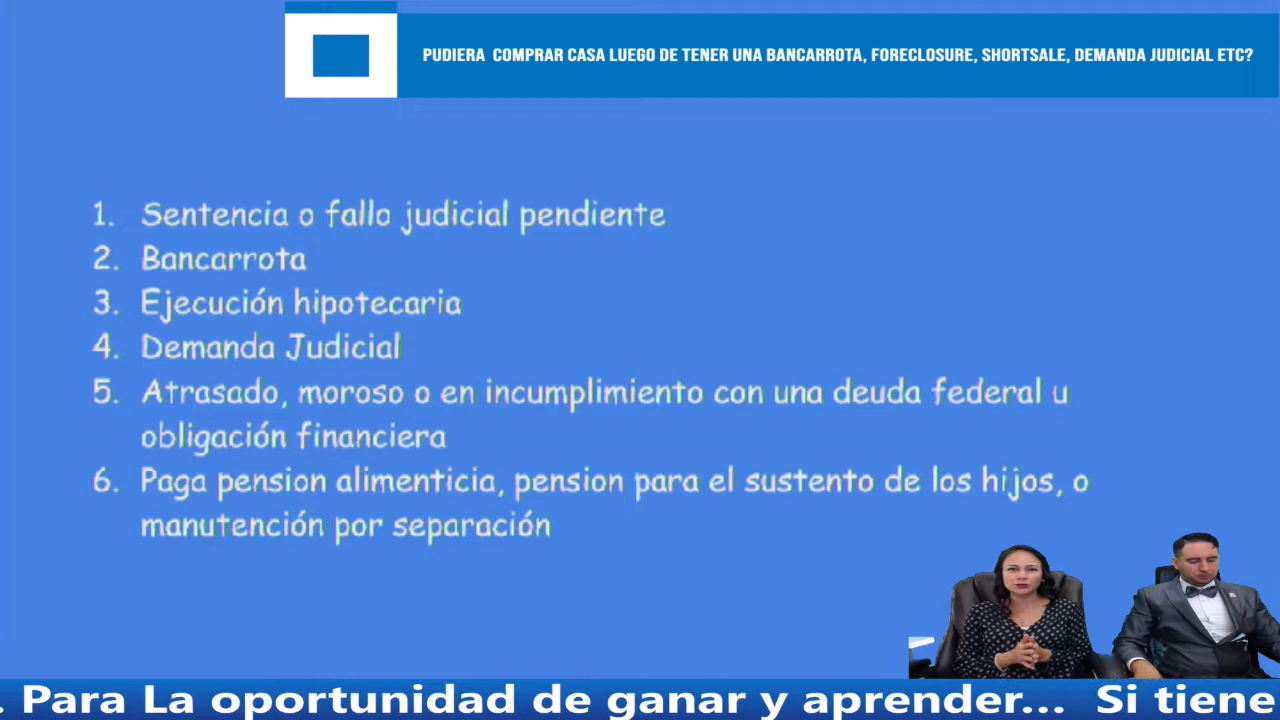 PUDIERA COMPRAR CASA LUEGO DE TENER UNA BANCARROTA, FORECLOSURE, SHORTSALE, DEMANDA JUDICIAL ETC?
1. Sentencia o fallo judicial pendiente
2. Bancarrota
3. Ejecución hipotecaria
4. Demanda Judicial
5. Atrasado, moroso o en incumplimiento con una deuda federal u
obligación financiera
6. Paga pension alimenticia, pension para el sustento de los hijos, o
manutención por separación
. Para La oportunidad de ganar y aprender... Si tiene